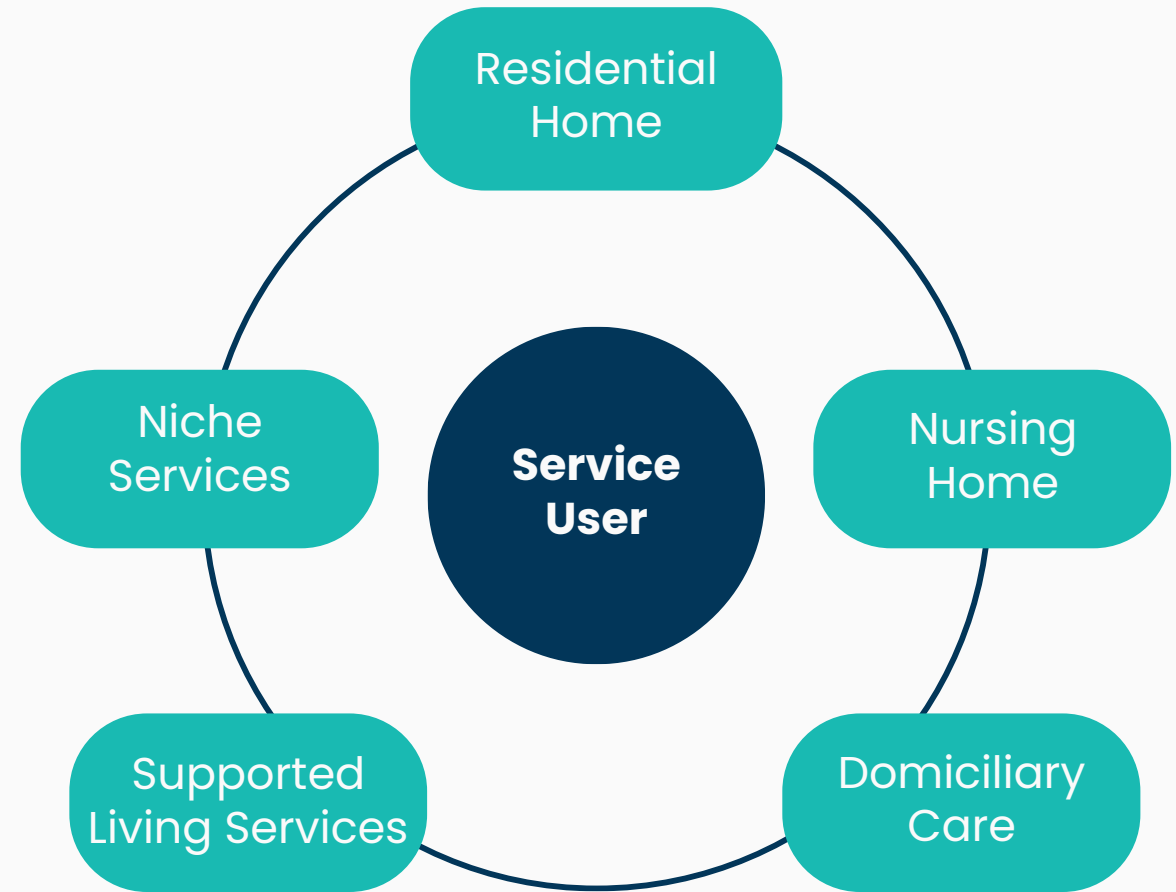 Residential
Home
Niche
Services
Service
User
Nursing
Home
Supported
Living Services
Domiciliary
Care